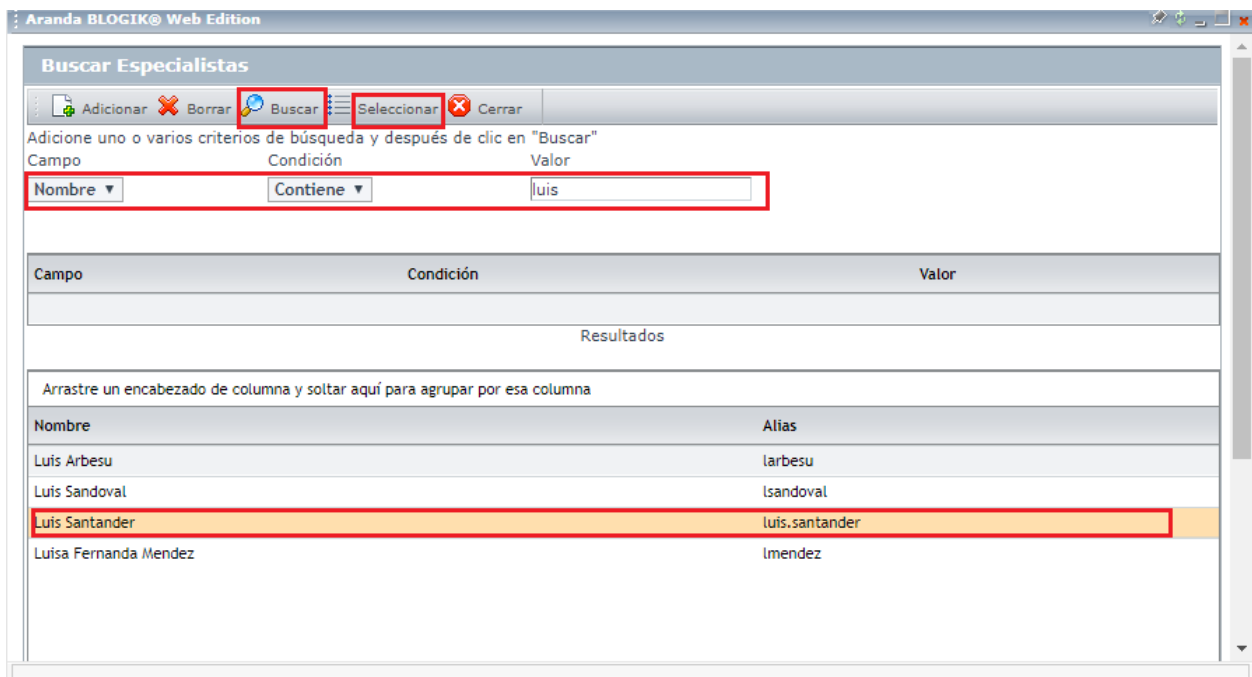 Aranda BLOGIK® Web Edition
Buscar Especialistas
Adicionar Borrar Buscar Seleccionar Cerrar
Adicione uno o varios criterios de búsqueda y después de clic en "Buscar"
Campo Condición Valor
Nombre Contiene luis
Campo Condición Valor
Resultados
Arrastre un encabezado de columna y soltar aquí para agrupar por esa columna
Nombre Alias
Luis Arbesu larbesu
Luis Sandoval lsandoval
Luis Santander luis.santander
Luisa Fernanda Mendez lmendez